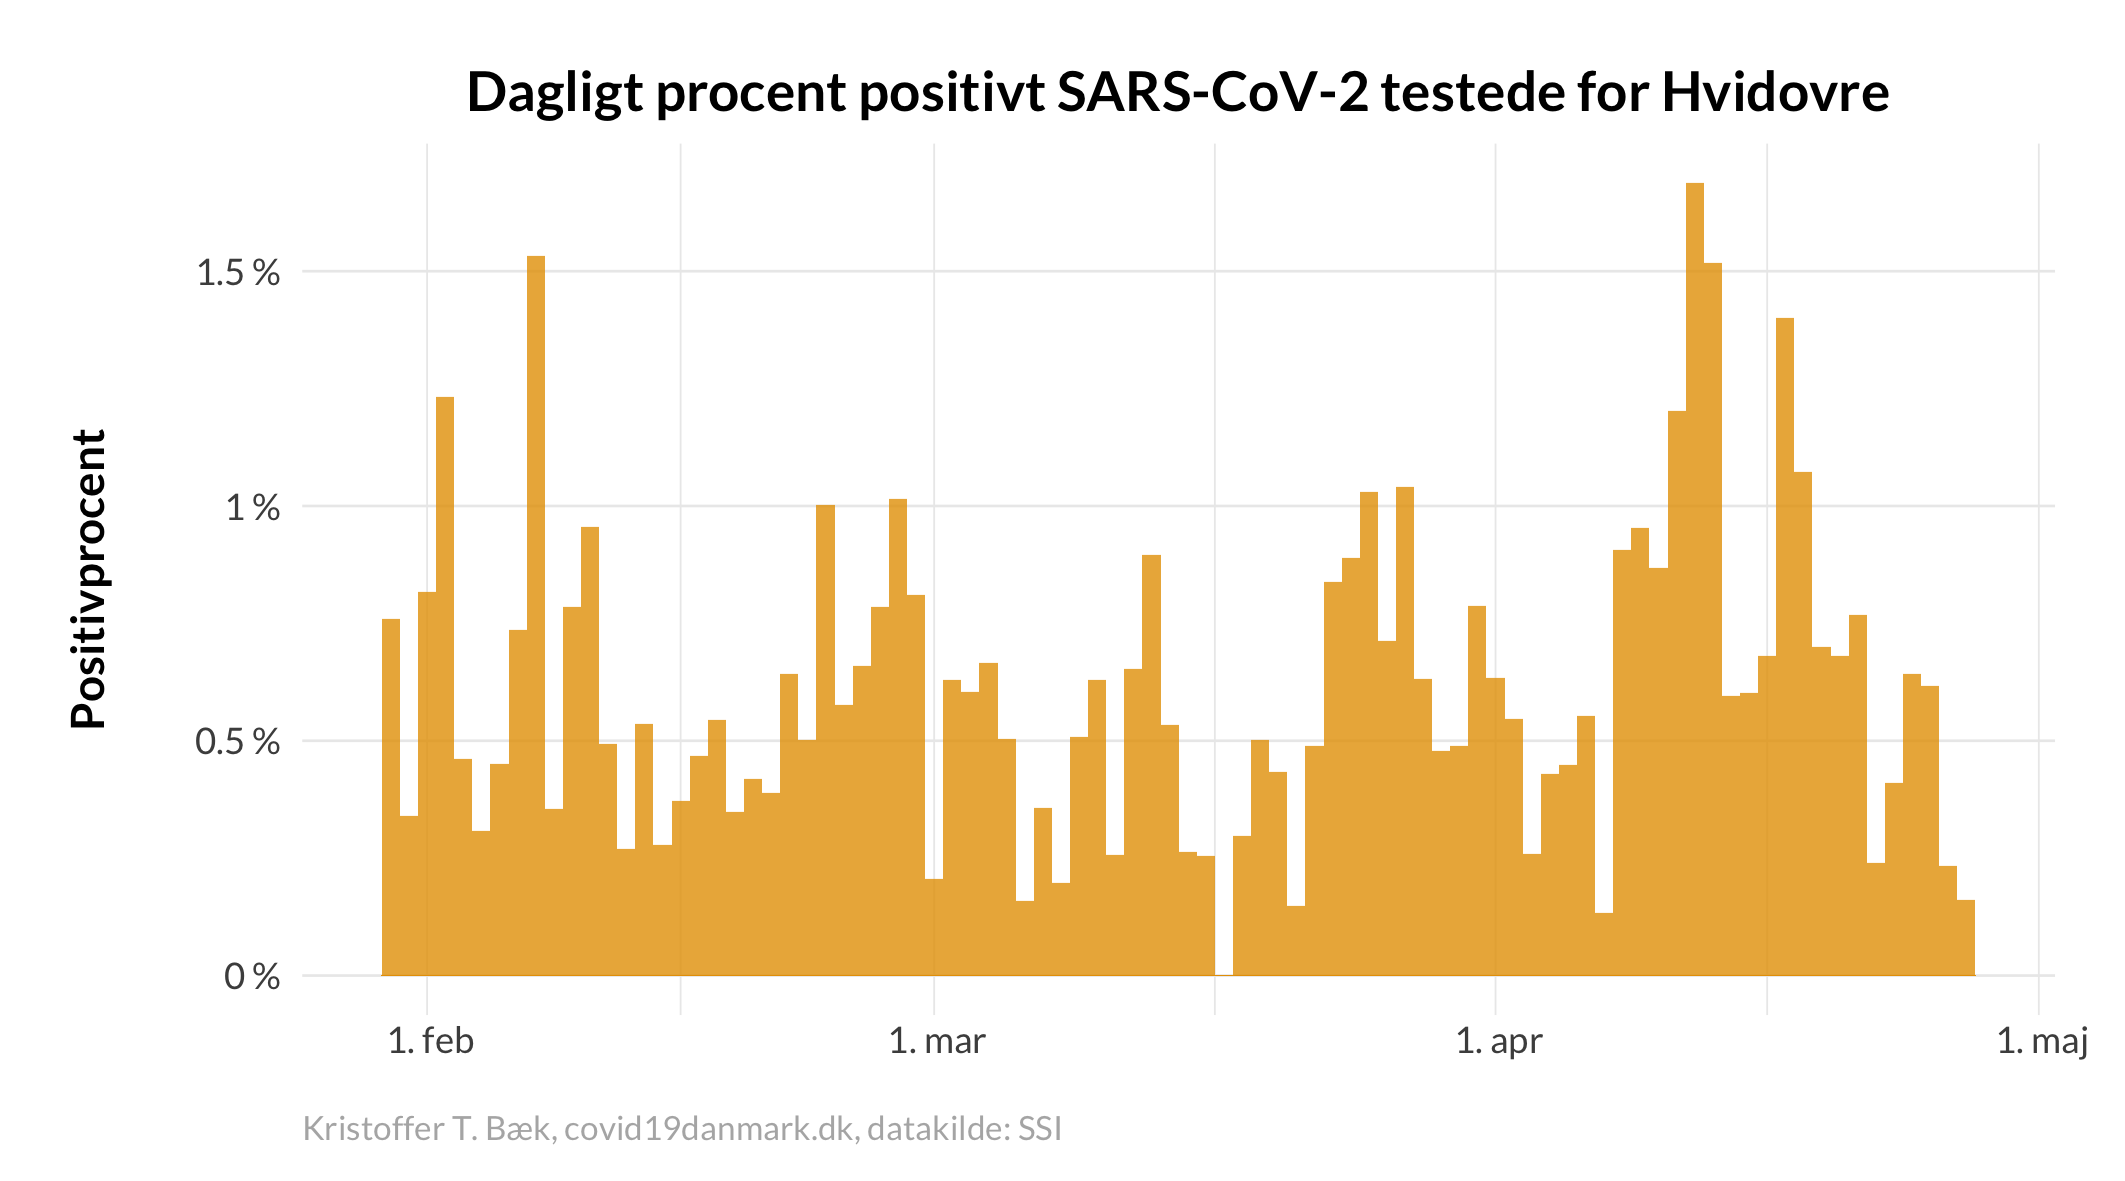 Dagligt procent positivt SARS-CoV-2 testede for Hvidovre
Positivprocent
1.5 %
1 %
0.5 %
0 %
1. feb
1. mar
1. apr
1. maj
Kristoffer T. Bæk, covid19danmark.dk, datakilde: SSI